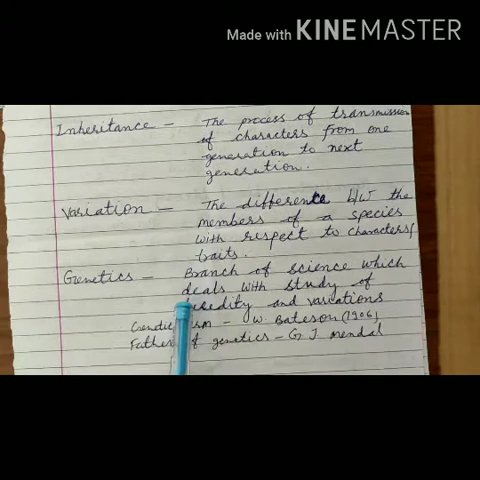 Made with KINEMASTER
Inheritance - The process of transmission
of characters from one
generation to next
generation.
Variation - The difference b/w the
members of a species
with respect to characters/
traits.
Genetics - Branch of science which
deals with study of
and variations
- W. Bateson (1906)
Father of genetics - G J mendal